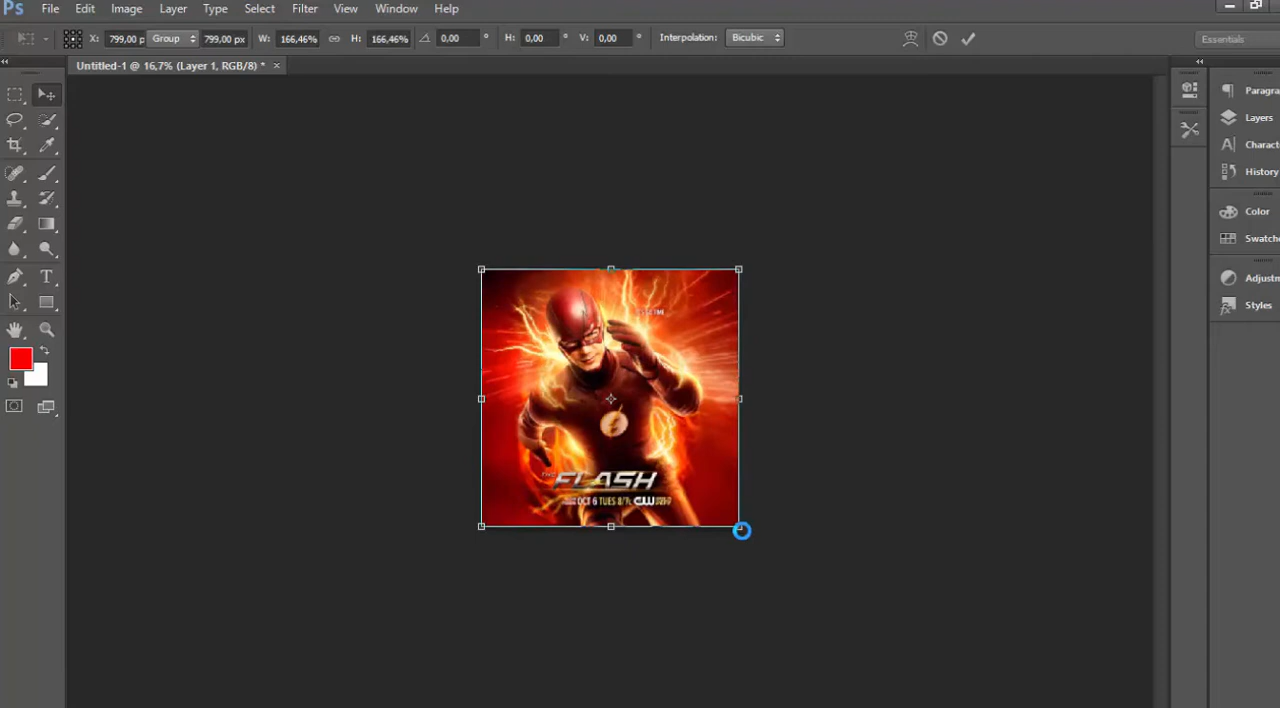 Ps File Edit Image Layer Type Select Filter View Window Help
X: 799,00 p Group 799,00 px W: 166,46% H: 166,46% 0,00 ° H: 0,00 ° V: 0,00 ° Interpolation: Bicubic Essentials
Untitled-1 @ 16,7% (Layer 1, RGB/8) * ×
Paragra
Layers
A| Charact
History
Color
Swatche
Adjustm
Styles
T
TIME
THE
FLASH
OCT 6 TUES 8/7c CW